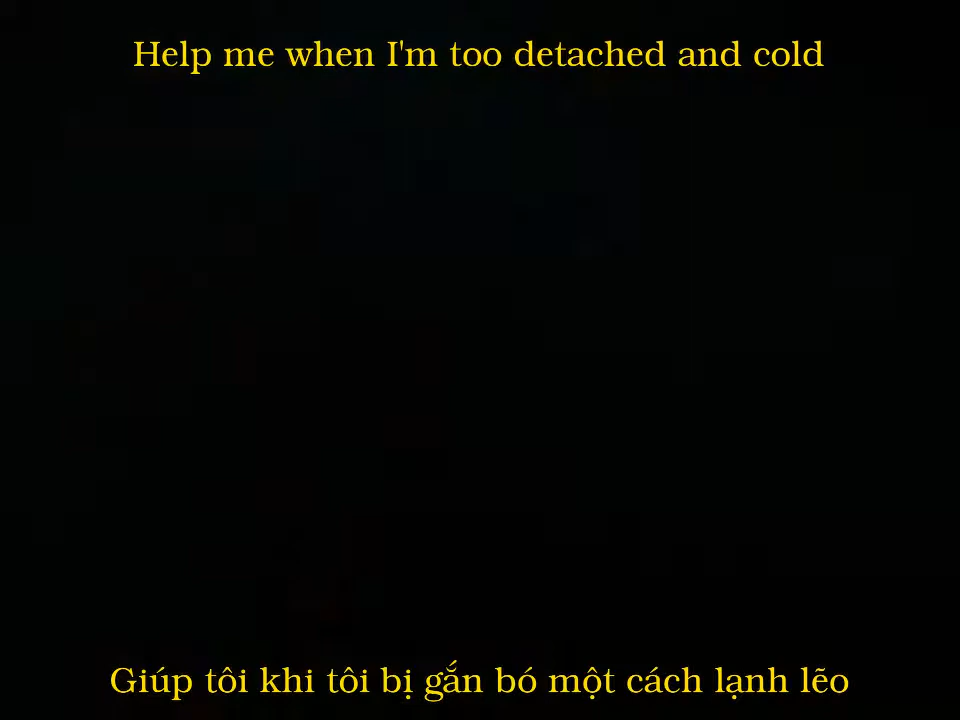 Help me when I'm too detached and cold
Giúp tôi khi tôi bị gắn bó một cách lạnh lẽo